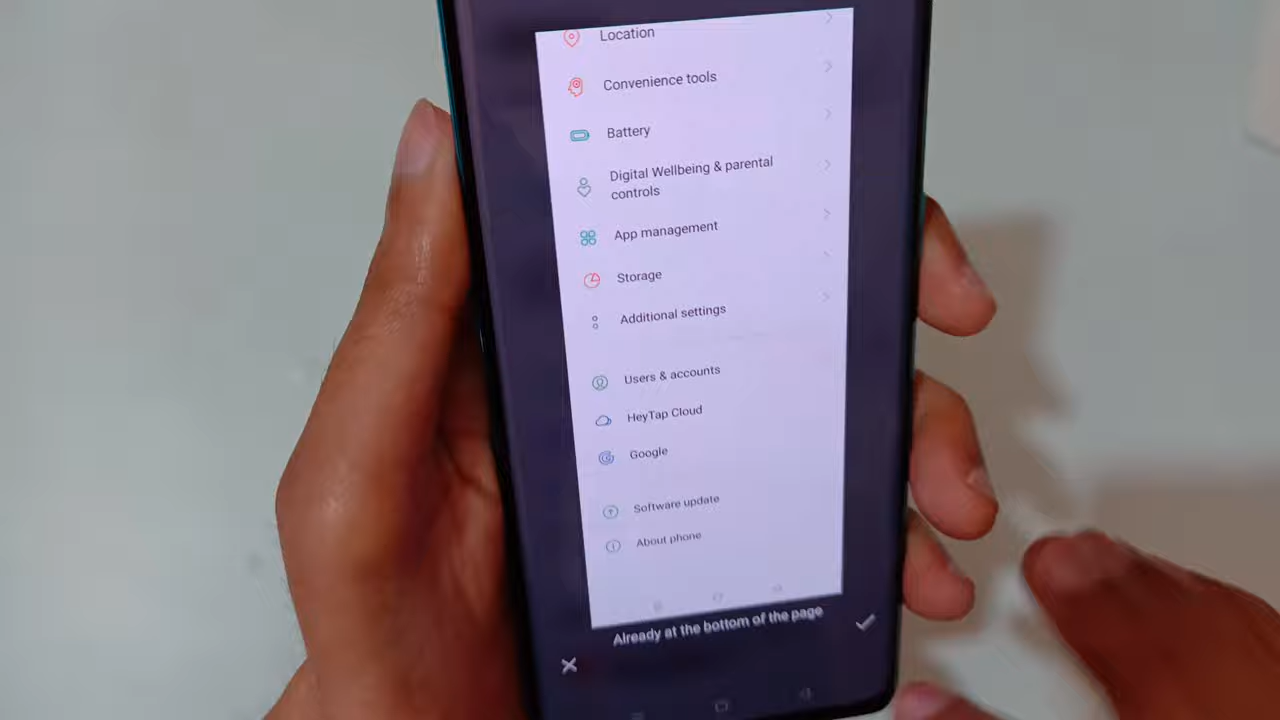 Location
Convenience tools
Battery
Digital Wellbeing & parental
controls
App management
Storage
Additional settings
Users & accounts
HeyTap Cloud
Google
Software update
About phone
Already at the bottom of the page